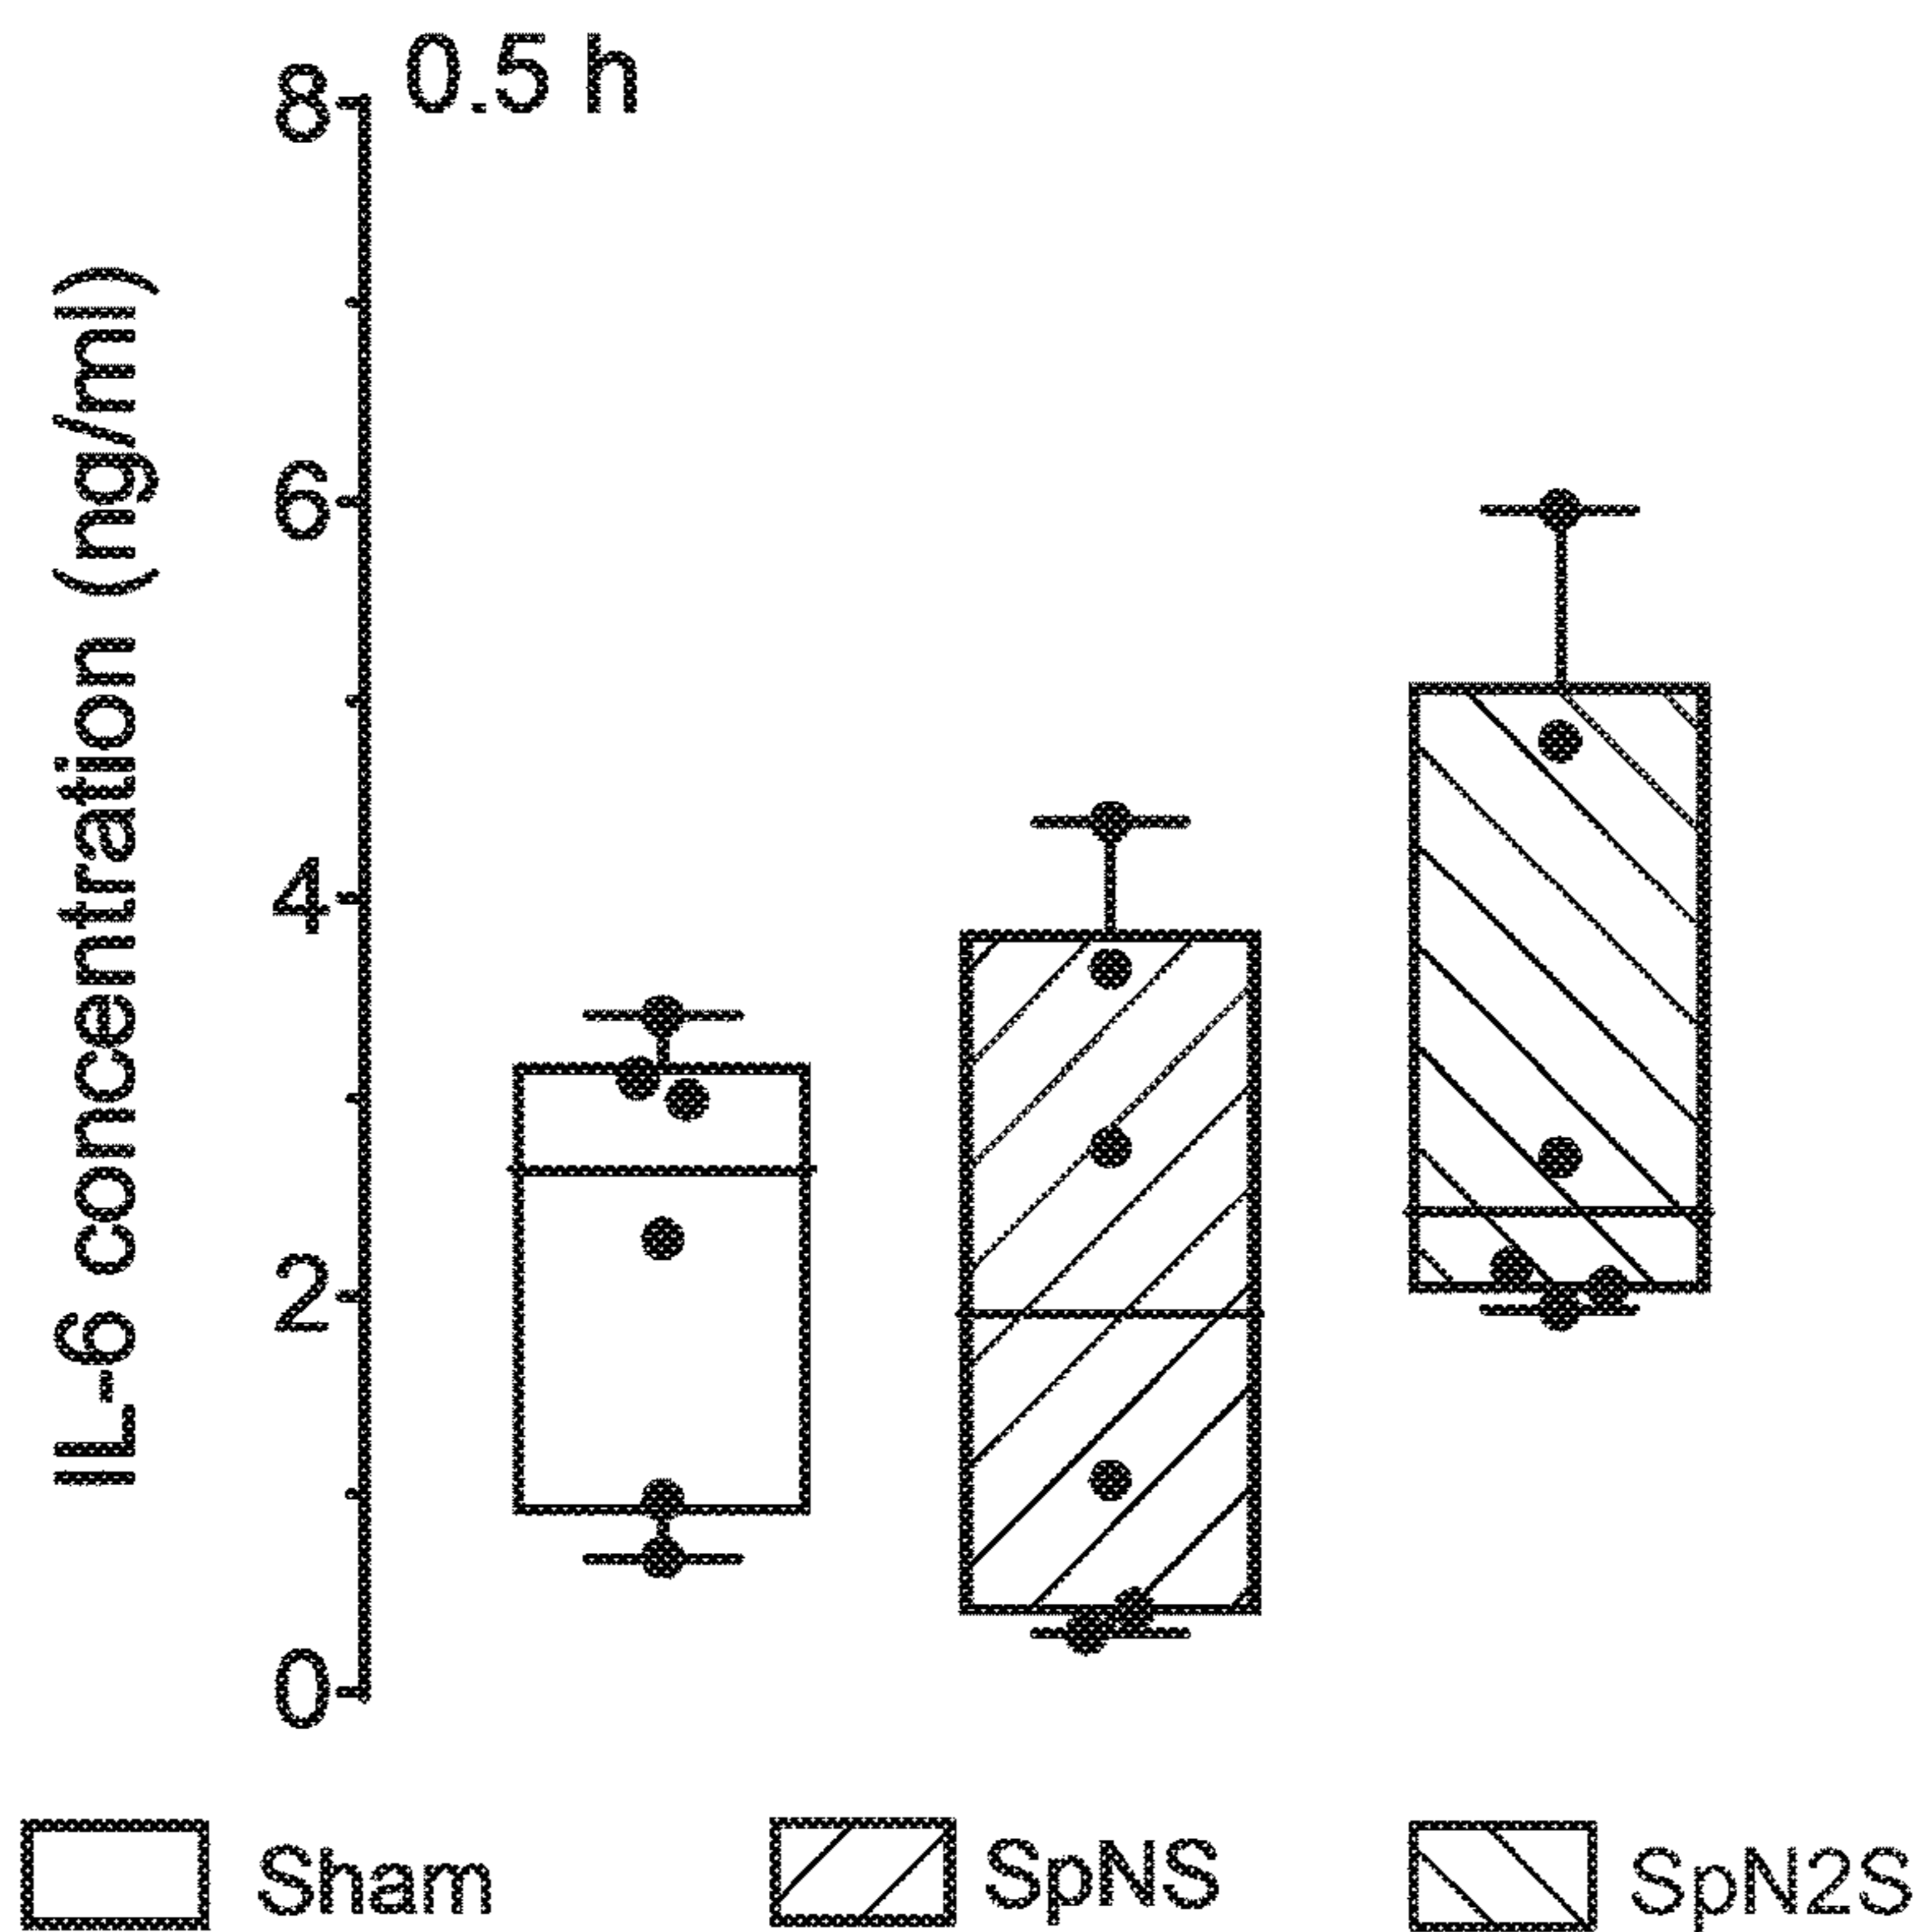 0.5 h
IL-6 concentration (ng/ml)
8
6
4
2
0
Sham
SpNS
SpN2S